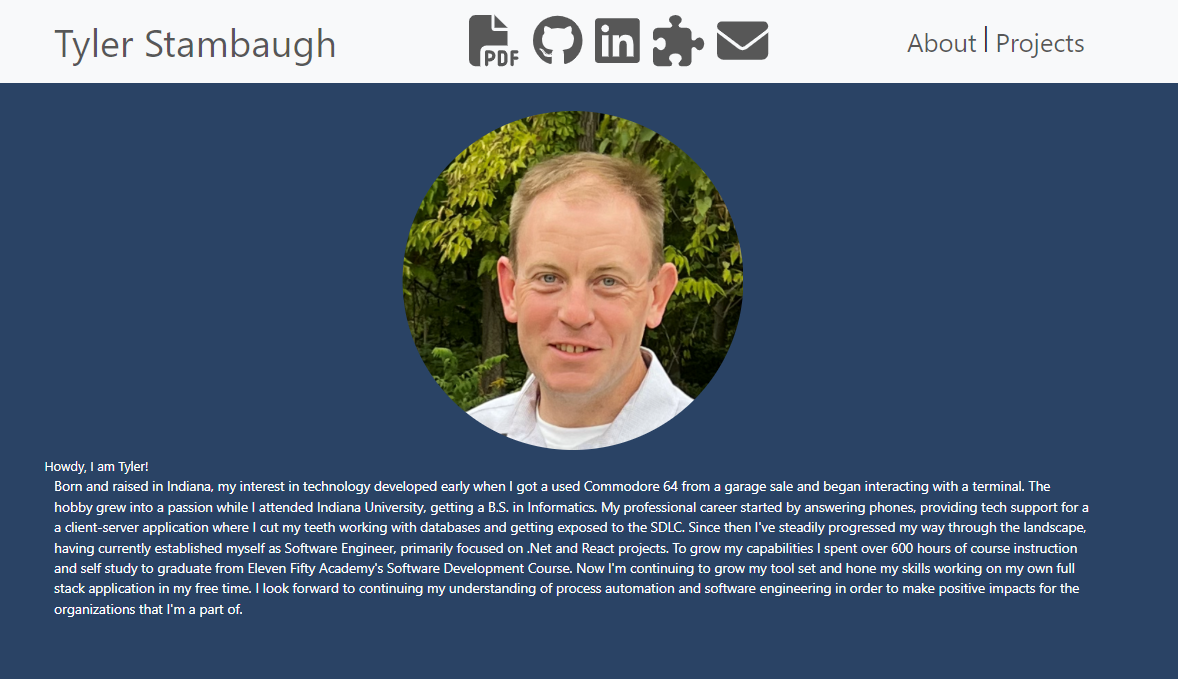 Tyler Stambaugh
PDF
in
About | Projects
Howdy, I am Tyler!
Born and raised in Indiana, my interest in technology developed early when I got a used Commodore 64 from a garage sale and began interacting with a terminal. The
hobby grew into a passion while I attended Indiana University, getting a B.S. in Informatics. My professional career started by answering phones, providing tech support for a
a client-server application where I cut my teeth working with databases and getting exposed to the SDLC. Since then I've steadily progressed my way through the landscape,
having currently established myself as Software Engineer, primarily focused on .Net and React projects. To grow my capabilities I spent over 600 hours of course instruction
and self study to graduate from Eleven Fifty Academy's Software Development Course. Now I'm continuing to grow my tool set and hone my skills working on my own full
stack application in my free time. I look forward to continuing my understanding of process automation and software engineering in order to make positive impacts for the
organizations that I'm a part of.